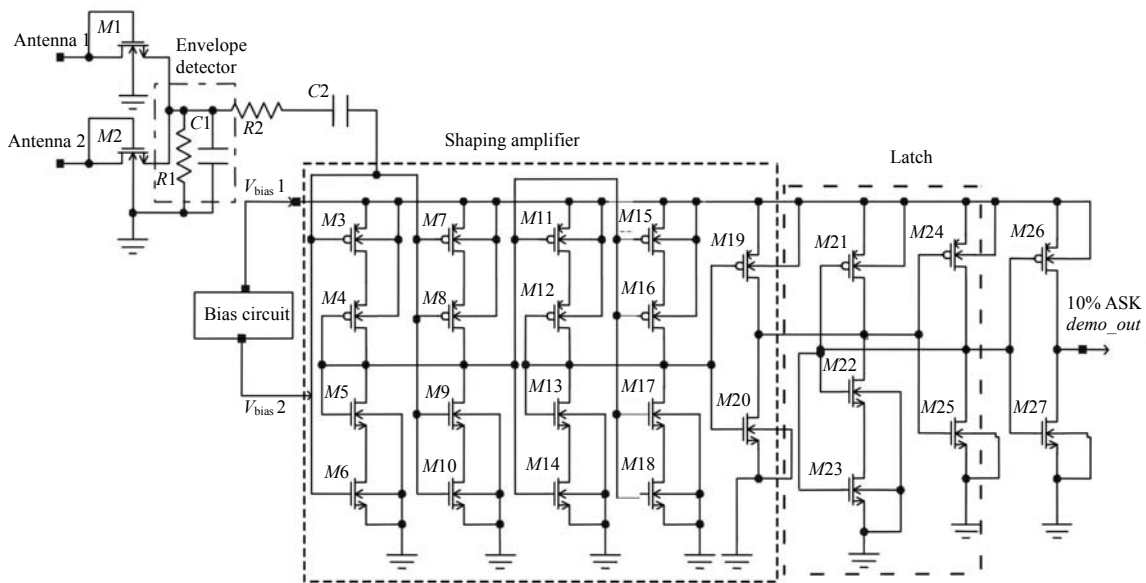 M1
Antenna 1
Envelope
detector
C2
M2
C1
R2
Antenna 2
R1
Shaping amplifier
Latch
Vbias 1
M3
M7
M11
M15
M19
M21
M24
M26
M4
M8
M12
M16
Bias circuit
10% ASK
demo_out
M5
M9
M13
M17
M20
M22
M25
M27
Vbias 2
M6
M10
M14
M18
M23